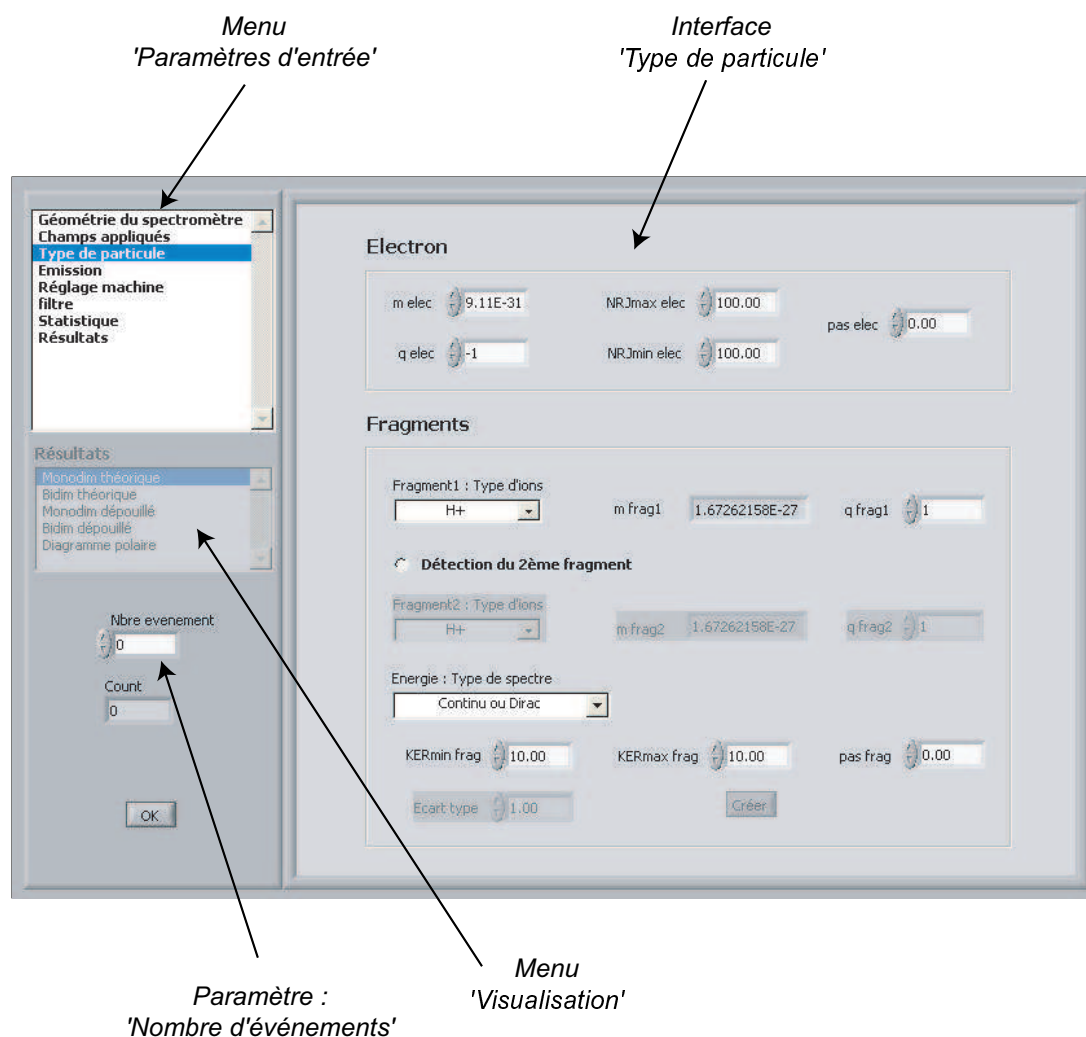 Menu
'Paramètres d'entrée'
Interface
'Type de particule'
Géométrie du spectromètre
Champs appliqués
Type de particule
Emission
Réglage machine
filtre
Statistique
Résultats
Résultats
Monodim théorique
Bidim théorique
Monodim dépouillé
Bidim dépouillé
Diagramme polaire
Nbre evenement
0
Count
0
OK
Electron
m elec 9.11E-31 NRJmax elec 100.00 pas elec 0.00
q elec -1 NRJmin elec 100.00
Fragments
Fragment1 : Type d'ions
H+ m frag1 1.67262158E-27 q frag1 1
Détection du 2ème fragment
Fragment2 : Type d'ions
H+ m frag2 1.67262158E-27 q frag2 1
Energie : Type de spectre
Continu ou Dirac
KERmin frag 10.00 KERmax frag 10.00 pas frag 0.00
Ecart type 1.00 Créer
Menu
'Visualisation'
Paramètre :
'Nombre d'événements'